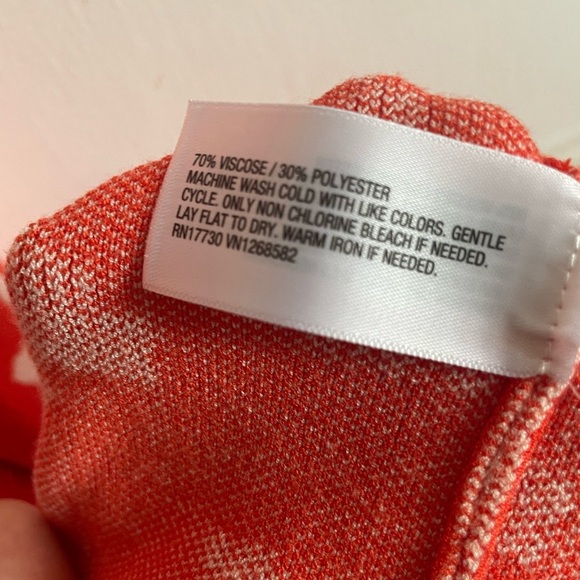 70% VISCOSE / 30% POLYESTER
MACHINE WASH COLD WITH LIKE COLORS. GENTLE
CYCLE. ONLY NON CHLORINE BLEACH IF NEEDED.
LAY FLAT TO DRY. WARM IRON IF NEEDED.
RN17730 VN1268582